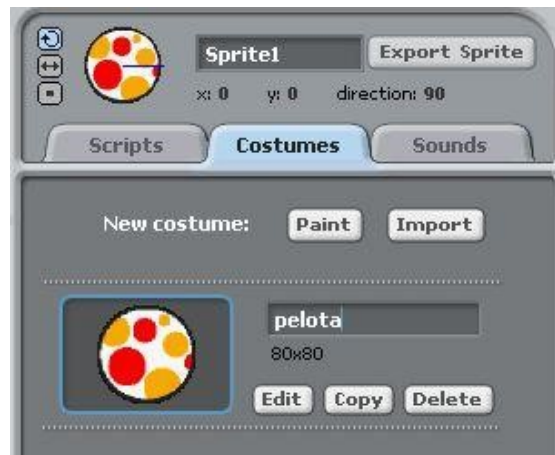 Sprite1 Export Sprite
x: 0 y: 0 direction: 90
Scripts Costumes Sounds
New costume: Paint Import
pelota
80x80
Edit Copy Delete